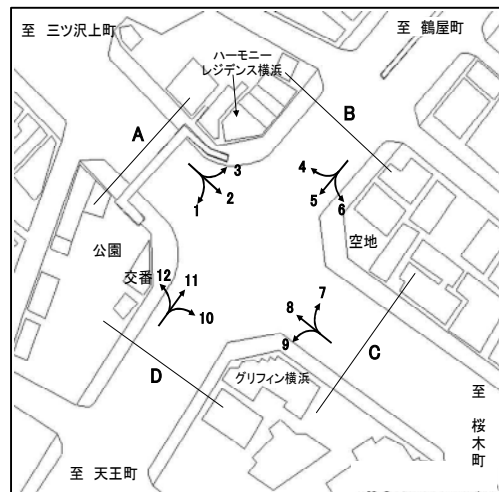 至 三ツ沢上町
至 鶴屋町
ハーモニー
レジデンス横浜
A
B
3
2
1
4
5
6
公園
空地
交番
12
11
10
7
8
9
C
D
グリフィン横浜
至 桜木町
至 天王町